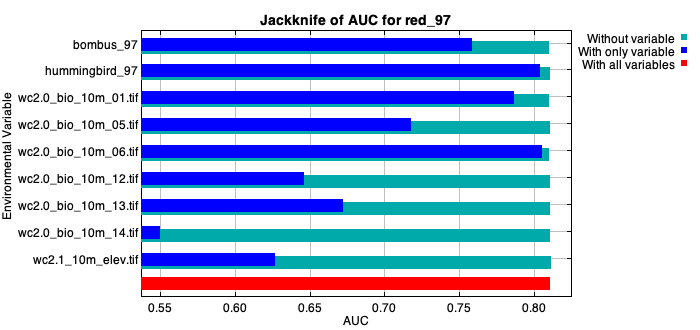 Jackknife of AUC for red_97
Without variable
With only variable
With all variables
Environmental Variable
bombus_97
hummingbird_97
wc2.0_bio_10m_01.tif
wc2.0_bio_10m_05.tif
wc2.0_bio_10m_06.tif
wc2.0_bio_10m_12.tif
wc2.0_bio_10m_13.tif
wc2.0_bio_10m_14.tif
wc2.1_10m_elev.tif
0.55 0.60 0.65 0.70 0.75 0.80
AUC